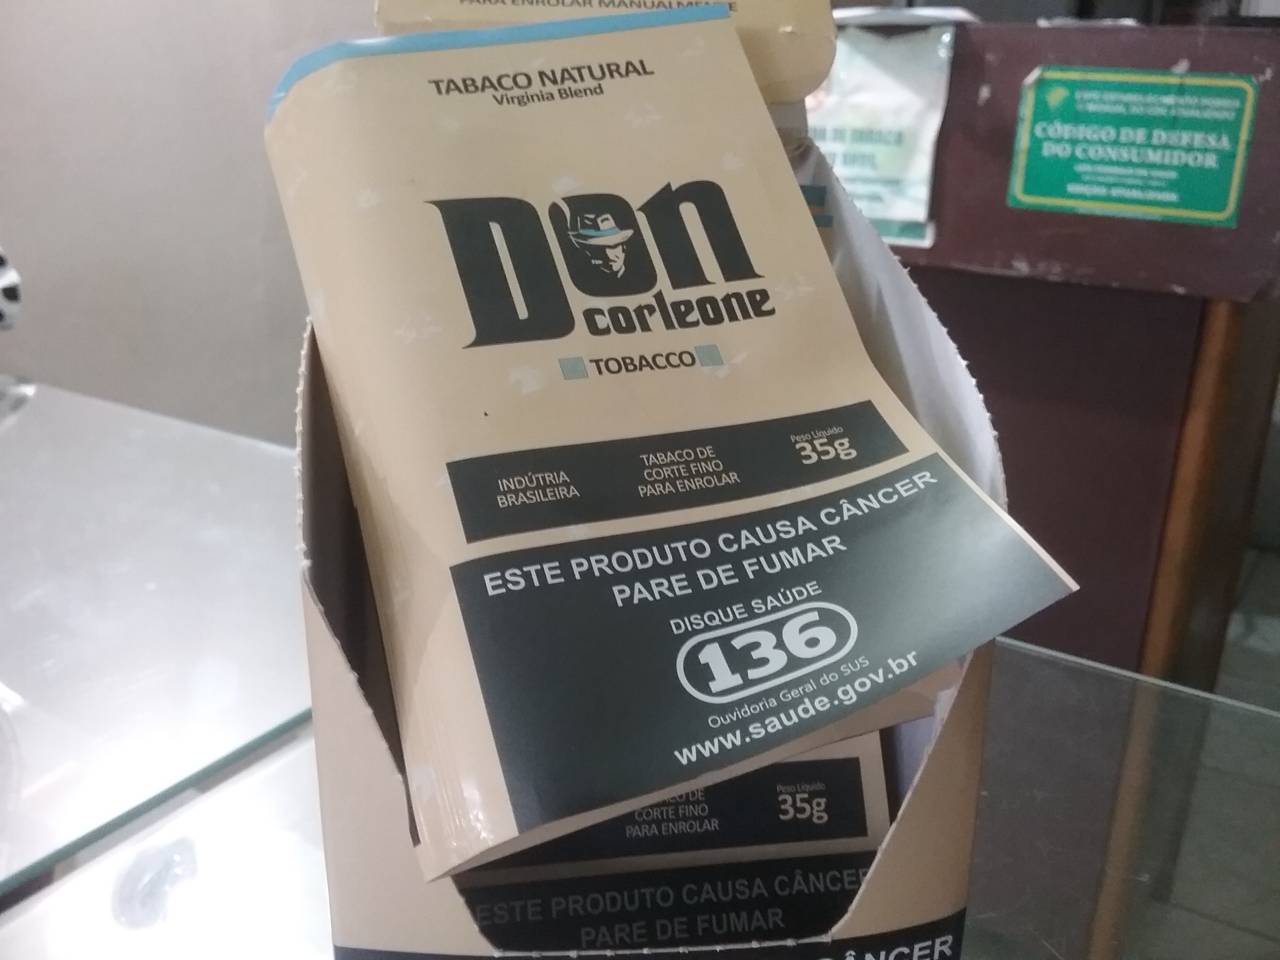 PARA ENROLAR MANUALMENTE
TABACO NATURAL
Virginia Blend
DON
corleone
TOBACCO
INDÚTRIA
BRASILEIRA
TABACO DE
CORTE FINO
PARA ENROLAR
Peso Líquido
35g
ESTE PRODUTO CAUSA CÂNCER
PARE DE FUMAR
DISQUE SAÚDE
136
Ouvidoria Geral do SUS
www.saude.gov.br
CORTE FINO
PARA ENROLAR
Peso Líquido
35g
ESTE PRODUTO CAUSA CÂNCER
PARE DE FUMAR
CÂNCER
CÓDIGO DE DEFESA
DO CONSUMIDOR